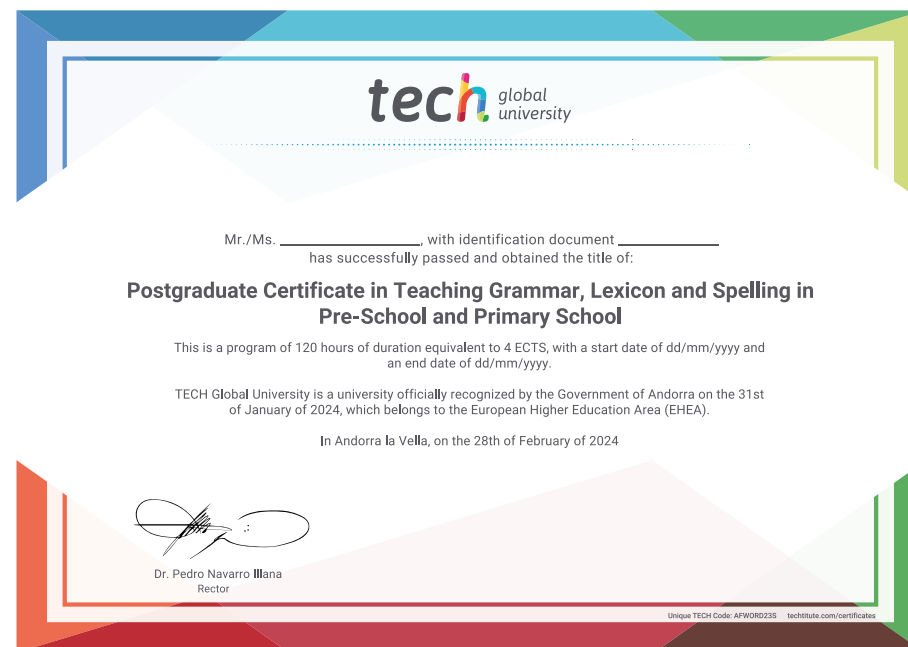 tech global university
Mr./Ms. ____________________, with identification document ______________
has successfully passed and obtained the title of:
Postgraduate Certificate in Teaching Grammar, Lexicon and Spelling in
Pre-School and Primary School
This is a program of 120 hours of duration equivalent to 4 ECTS, with a start date of dd/mm/yyyy and
an end date of dd/mm/yyyy.
TECH Global University is a university officially recognized by the Government of Andorra on the 31st
of January of 2024, which belongs to the European Higher Education Area (EHEA).
In Andorra la Vella, on the 28th of February of 2024
Dr. Pedro Navarro Illana
Rector
Unique TECH Code: AFWORD23S techtitute.com/certificates